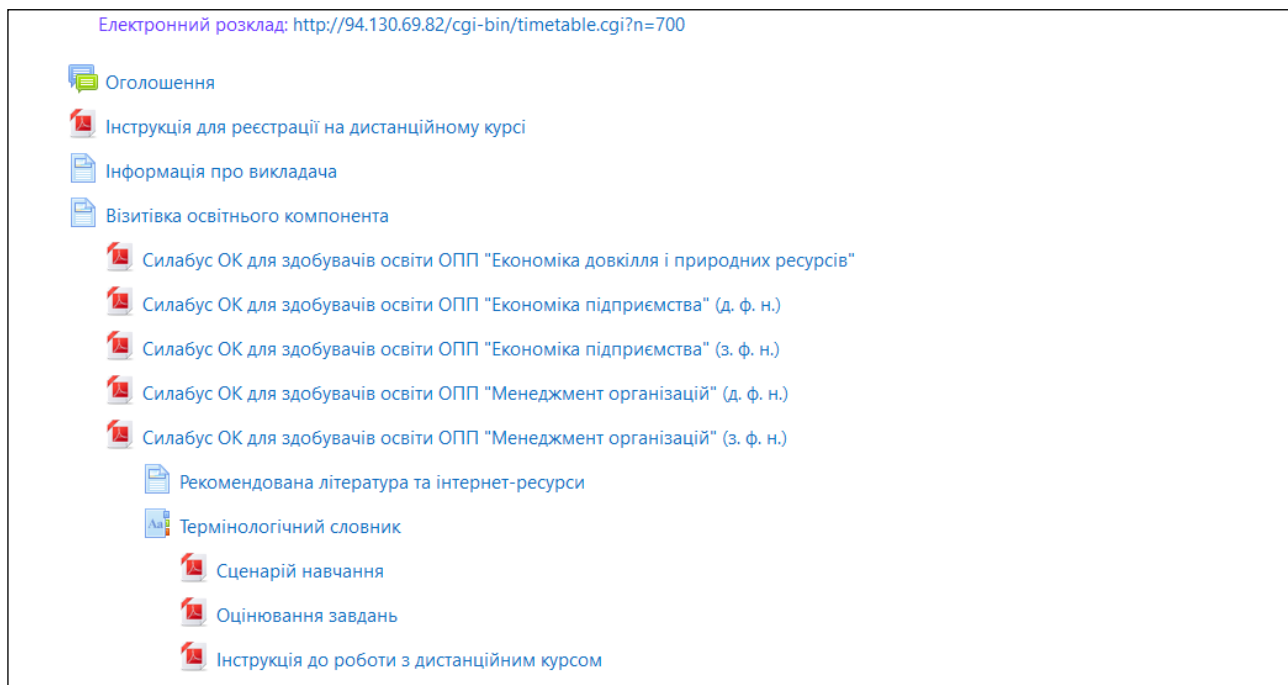 Електронний розклад: http://94.130.69.82/cgi-bin/timetable.cgi?n=700
Оголошення
Інструкція для реєстрації на дистанційному курсі
Інформація про викладача
Візитівка освітнього компонента
Силабус ОК для здобувачів освіти ОПП "Економіка довкілля і природних ресурсів"
Силабус ОК для здобувачів освіти ОПП "Економіка підприємства" (д. ф. н.)
Силабус ОК для здобувачів освіти ОПП "Економіка підприємства" (з. ф. н.)
Силабус ОК для здобувачів освіти ОПП "Менеджмент організацій" (д. ф. н.)
Силабус ОК для здобувачів освіти ОПП "Менеджмент організацій" (з. ф. н.)
Рекомендована література та інтернет-ресурси
Aa Термінологічний словник
Сценарій навчання
Оцінювання завдань
Інструкція до роботи з дистанційним курсом